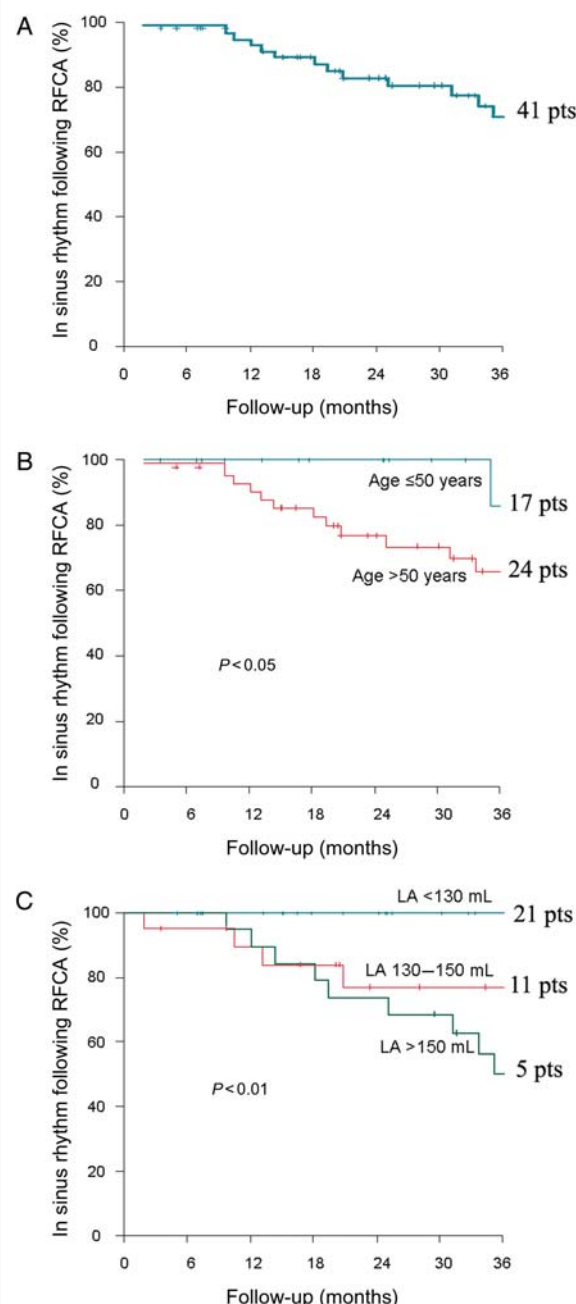 A
In sinus rhythm following RFCA (%)
100
80
60
40
20
0
41 pts
0 6 12 18 24 30 36
Follow-up (months)
B
In sinus rhythm following RFCA (%)
100
80
60
40
20
0
Age ≤50 years
17 pts
Age >50 years
24 pts
P<0.05
0 6 12 18 24 30 36
Follow-up (months)
C
In sinus rhythm following RFCA (%)
100
80
60
40
20
0
LA <130 mL
21 pts
LA 130–150 mL
11 pts
LA >150 mL
5 pts
P<0.01
0 6 12 18 24 30 36
Follow-up (months)